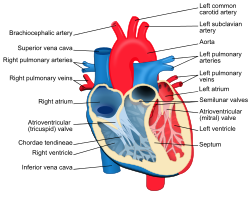 Left common
carotid artery
Left subclavian
artery
Brachiocephalic artery
Aorta
Superior vena cava
Left pulmonary
arteries
Right pulmonary arteries
Left pulmonary
veins
Right pulmonary veins
Left atrium
Semilunar valves
Right atrium
Atrioventricular
(mitral) valve
Atrioventricular
(tricuspid) valve
Left ventricle
Chordae tendineae
Septum
Right ventricle
Inferior vena cava